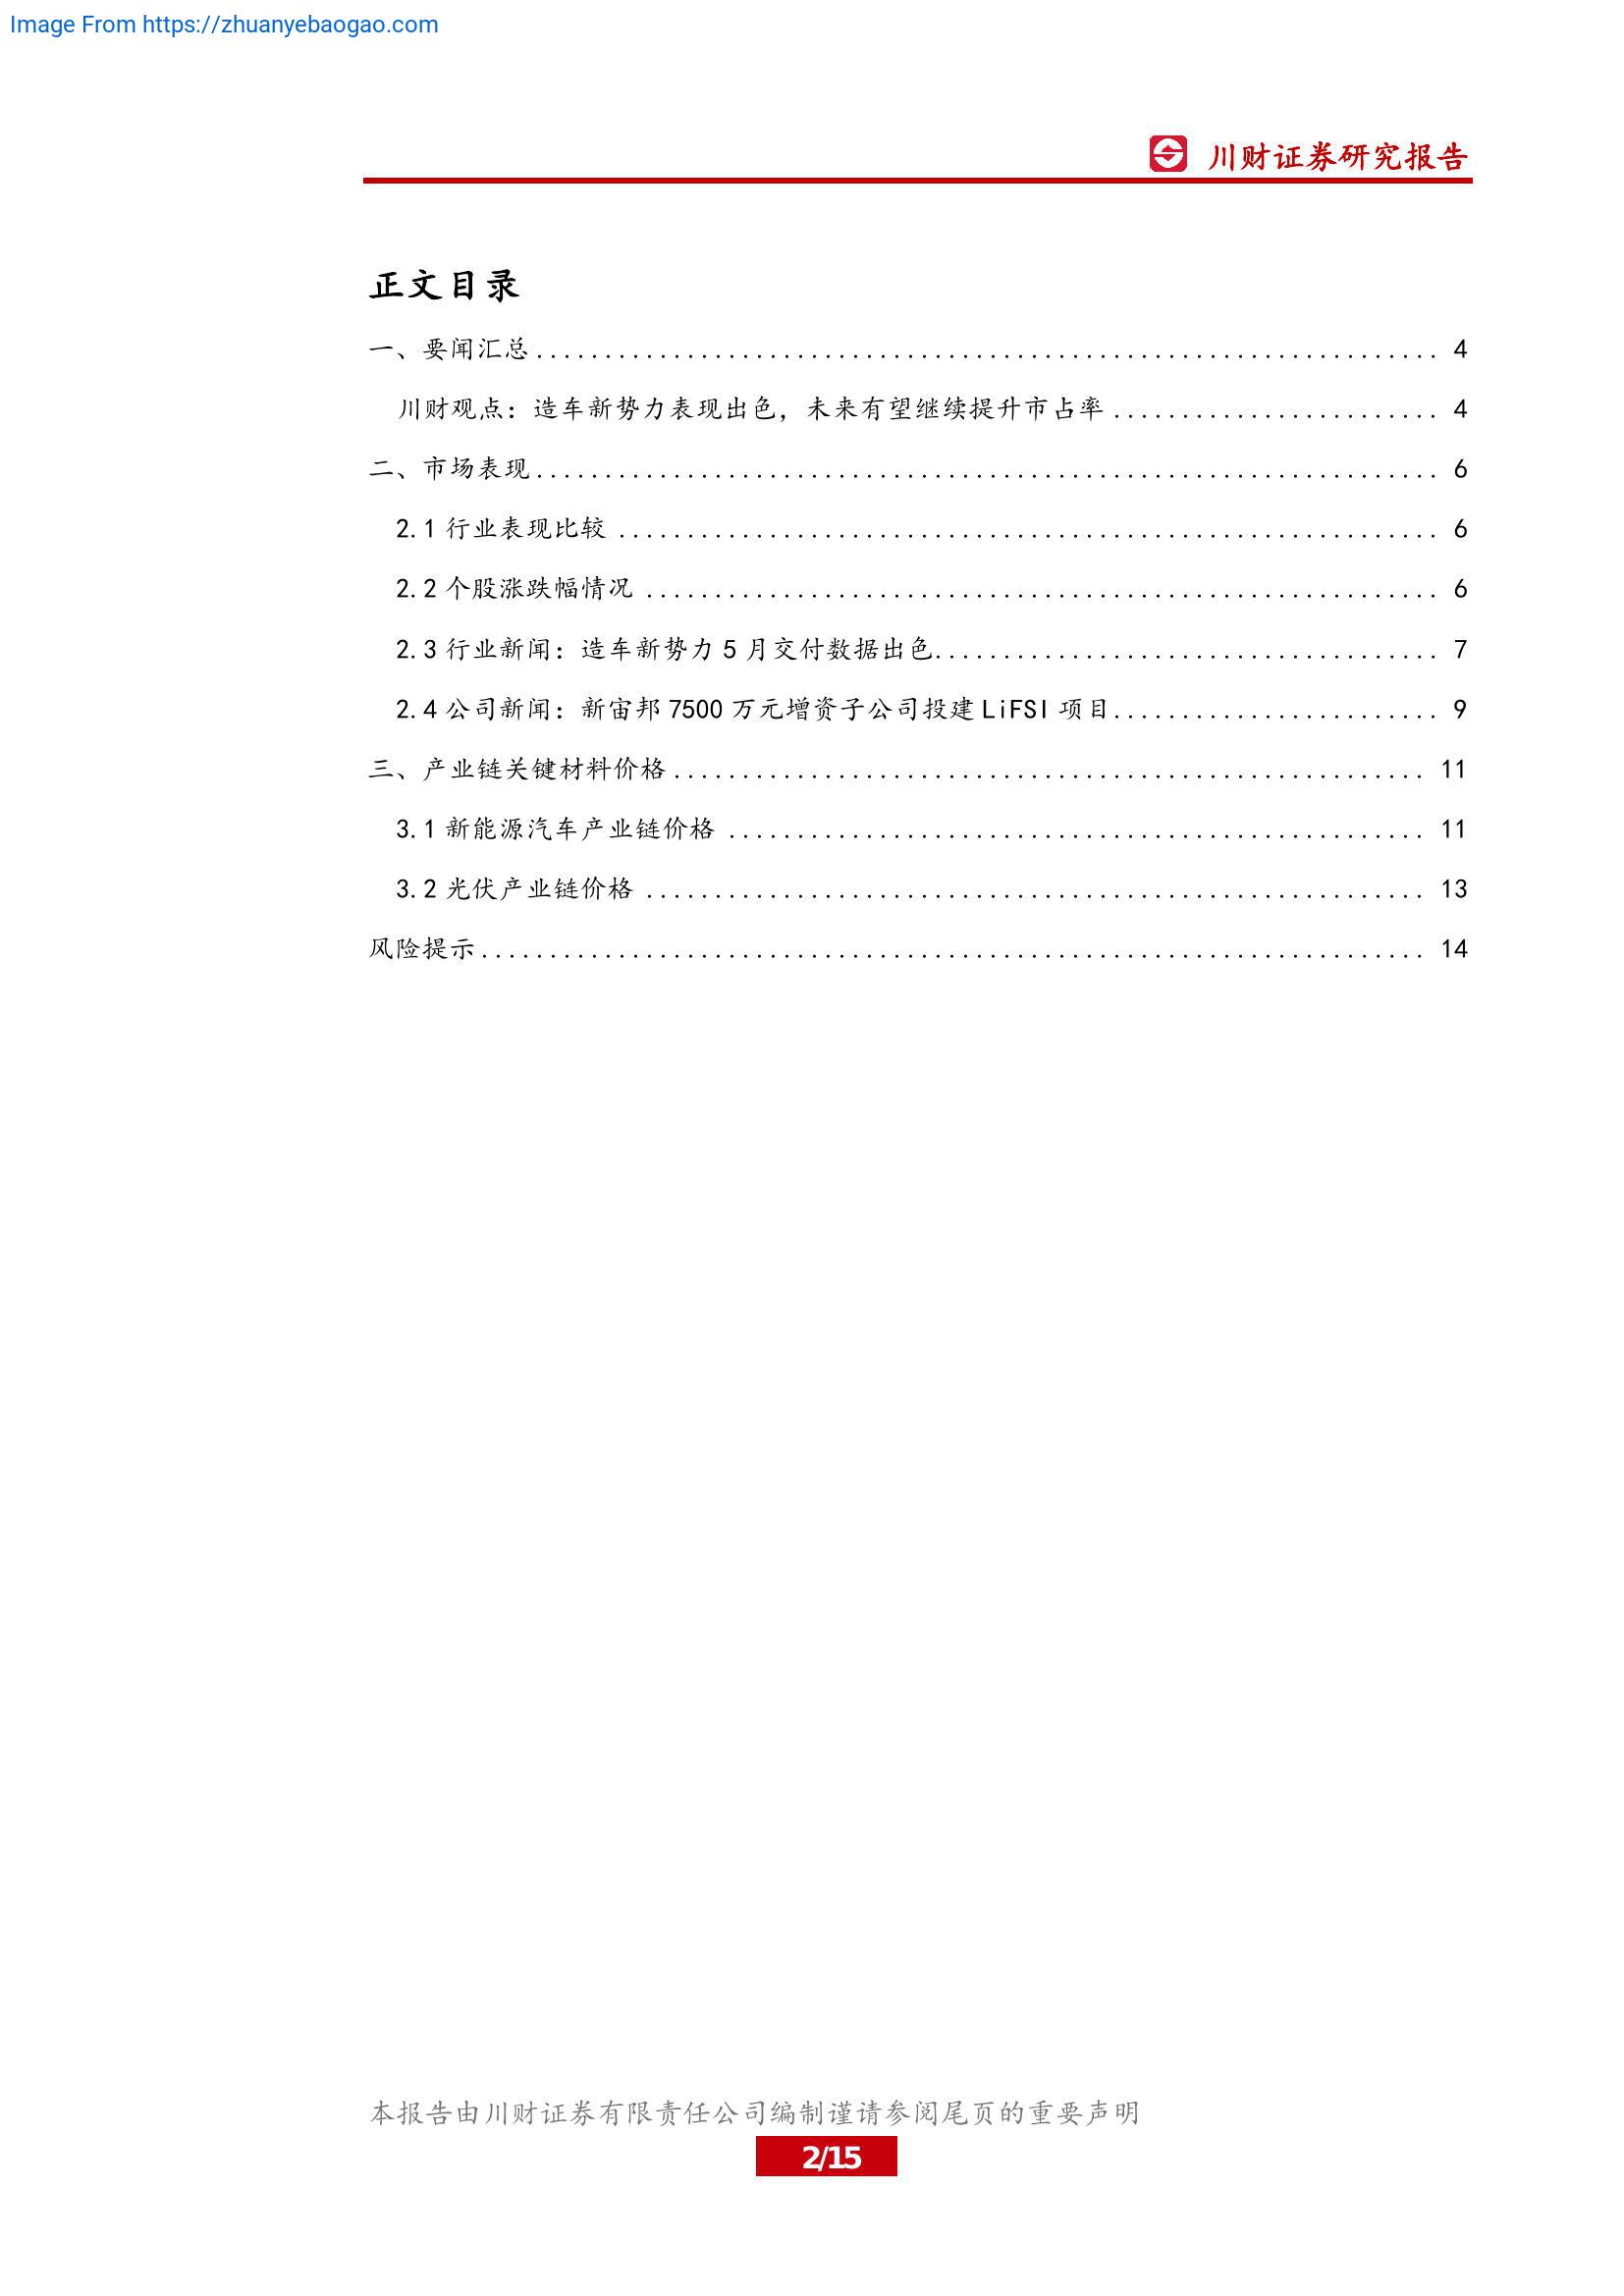 Image From https://zhuanyebaogao.com
川财证券研究报告
正文目录
一、要闻汇总.................................................................. 4
川财观点：造车新势力表现出色，未来有望继续提升市占率........................ 4
二、市场表现.................................................................. 6
2.1 行业表现比较 ............................................................ 6
2.2 个股涨跌幅情况 .......................................................... 6
2.3 行业新闻：造车新势力 5 月交付数据出色..................................... 7
2.4 公司新闻：新宙邦 7500 万元增资子公司投建 LiFSI 项目........................ 9
三、产业链关键材料价格....................................................... 11
3.1 新能源汽车产业链价格 ................................................... 11
3.2 光伏产业链价格 ......................................................... 13
风险提示..................................................................... 14
本报告由川财证券有限责任公司编制谨请参阅尾页的重要声明
2/15